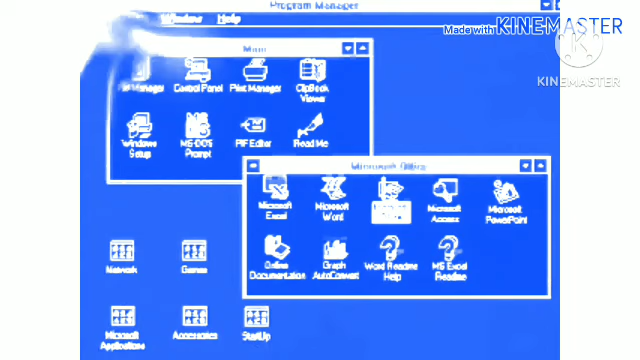 Program Manager
Made with KINEMASTER
Window Help
Main
KINEMASTER
Control Panel
Print Manager
ClipBook
Viewer
Windows
Setup
MS-DOS
Prompt
PIF Editor
Read Me
Microsoft Office
Microsoft
Excel
Microsoft
Word
Microsoft
Access
Microsoft
PowerPoint
Online
Documentation
Graph
AutoConvert
Word Readme
Help
MS Excel
Readme
Network
Games
Microsoft
Applications
Accessories
StartUp